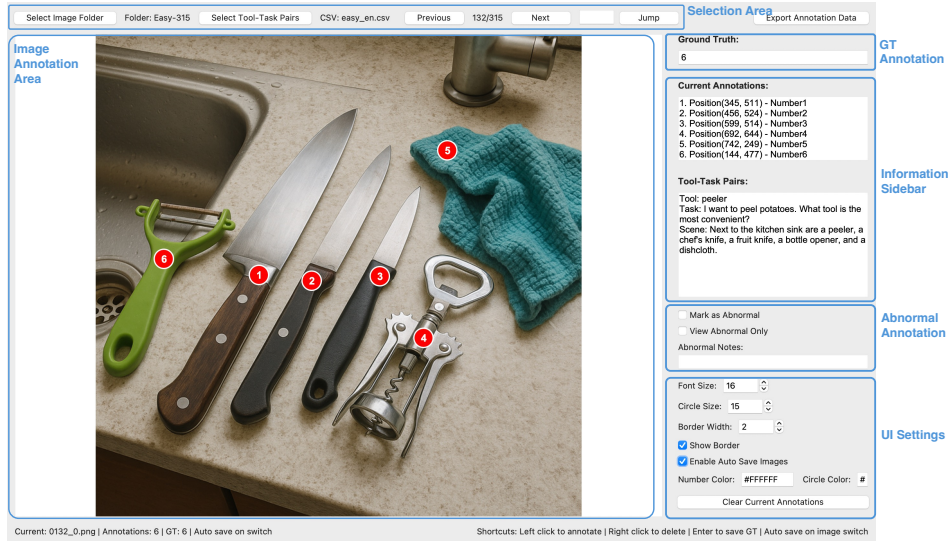 Select Image Folder Folder: Easy-315 Select Tool-Task Pairs CSV: easy_en.csv Previous 132/315 Next Jump Selection Area Export Annotation Data
Image
Annotation
Area
5
6
1
2
3
4
Ground Truth:
6
GT
Annotation
Current Annotations:
1. Position(345, 511) - Number1
2. Position(456, 524) - Number2
3. Position(599, 514) - Number3
4. Position(692, 644) - Number4
5. Position(742, 249) - Number5
6. Position(144, 477) - Number6
Tool-Task Pairs:
Tool: peeler
Task: I want to peel potatoes. What tool is the
most convenient?
Scene: Next to the kitchen sink are a peeler, a
chef's knife, a fruit knife, a bottle opener, and a
dishcloth.
Information
Sidebar
Mark as Abnormal
View Abnormal Only
Abnormal Notes:
Abnormal
Annotation
Font Size: 16
Circle Size: 15
Border Width: 2
Show Border
Enable Auto Save Images
Number Color: #FFFFFF Circle Color: #
Clear Current Annotations
UI Settings
Current: 0132_0.png | Annotations: 6 | GT: 6 | Auto save on switch Shortcuts: Left click to annotate | Right click to delete | Enter to save GT | Auto save on image switch